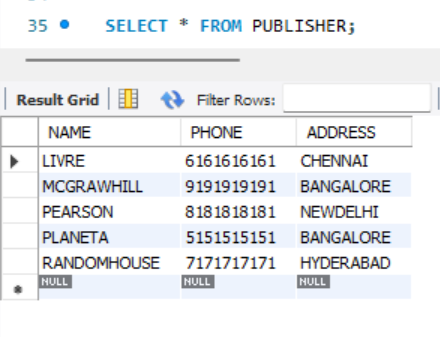 35 SELECT * FROM PUBLISHER;
Result Grid Filter Rows:
NAME PHONE ADDRESS
LIVRE 6161616161 CHENNAI
MCGRAWHILL 9191919191 BANGALORE
PEARSON 8181818181 NEWDELHI
PLANETA 5151515151 BANGALORE
RANDOMHOUSE 7171717171 HYDERABAD
NULL NULL NULL